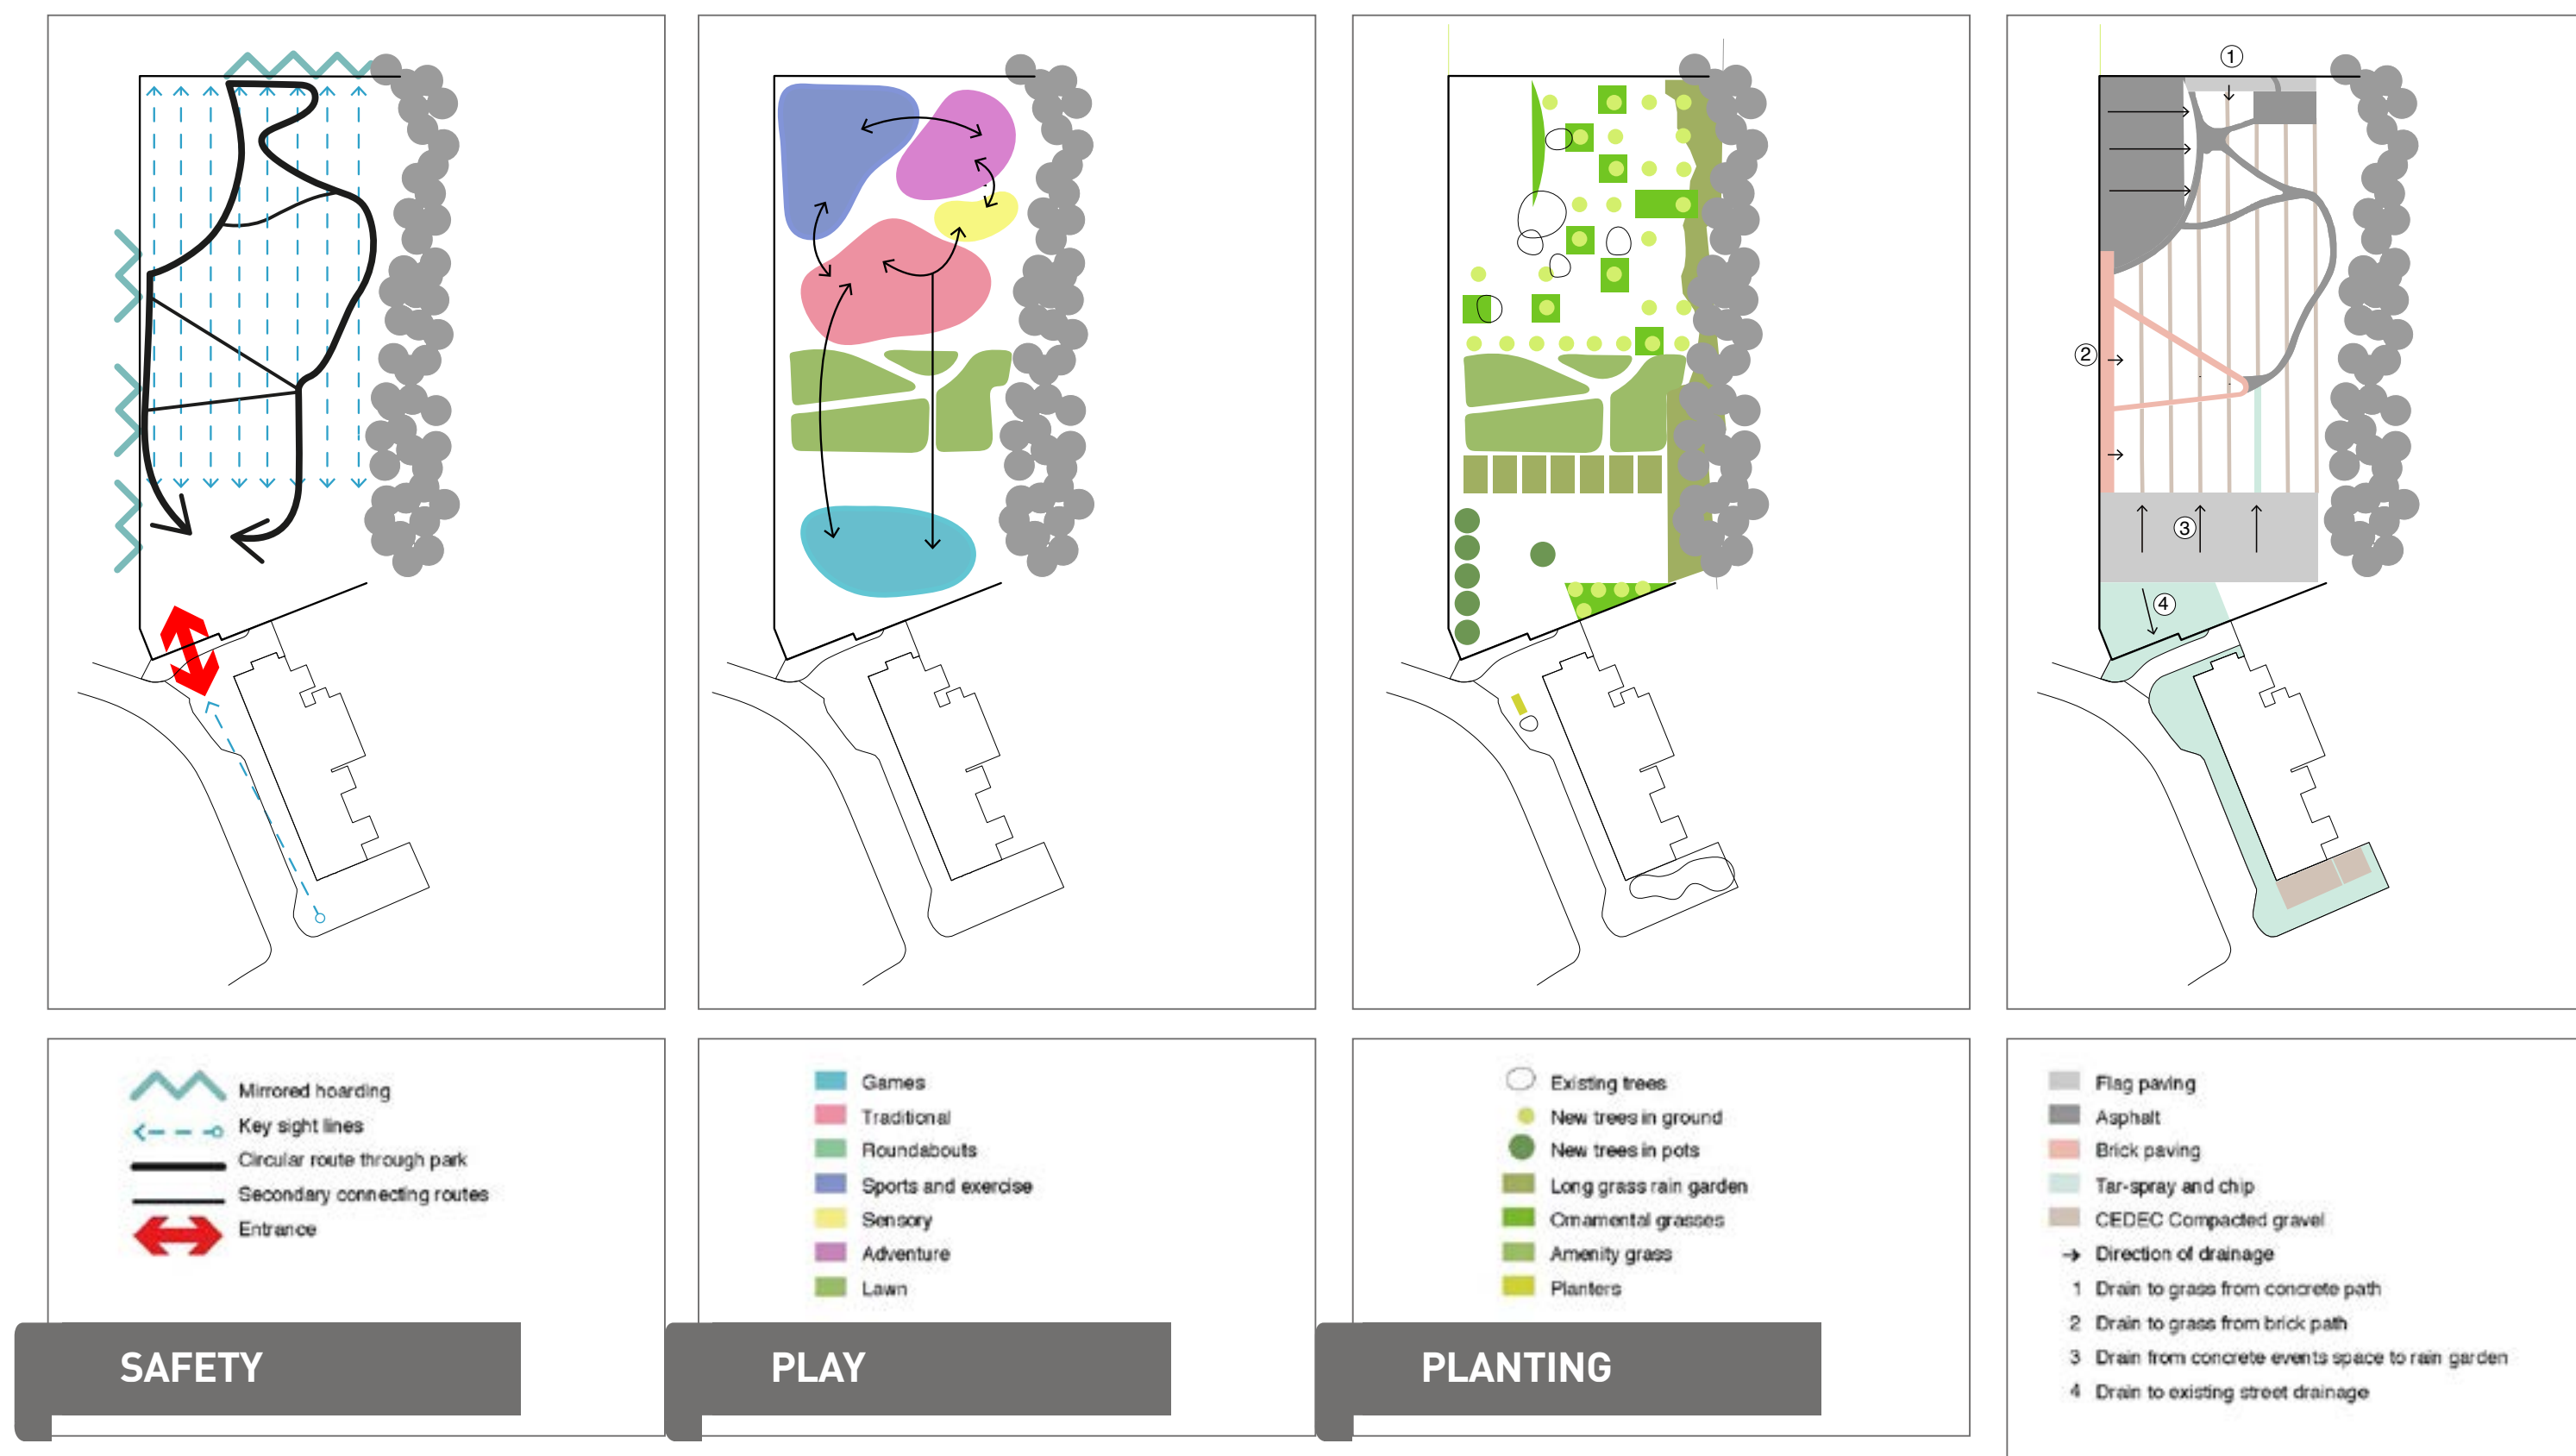 1
2
3
4
Mirrored hoarding
Key sight lines
Circular route through park
Secondary connecting routes
Entrance
SAFETY
Games
Traditional
Roundabouts
Sports and exercise
Sensory
Adventure
Lawn
PLAY
Existing trees
New trees in ground
New trees in pots
Long grass rain garden
Ornamental grasses
Amenity grass
Planters
PLANTING
Flag paving
Asphalt
Brick paving
Tar-spray and chip
CEDEC Compacted gravel
Direction of drainage
1 Drain to grass from concrete path
2 Drain to grass from brick path
3 Drain from concrete events space to rain garden
4 Drain to existing street drainage